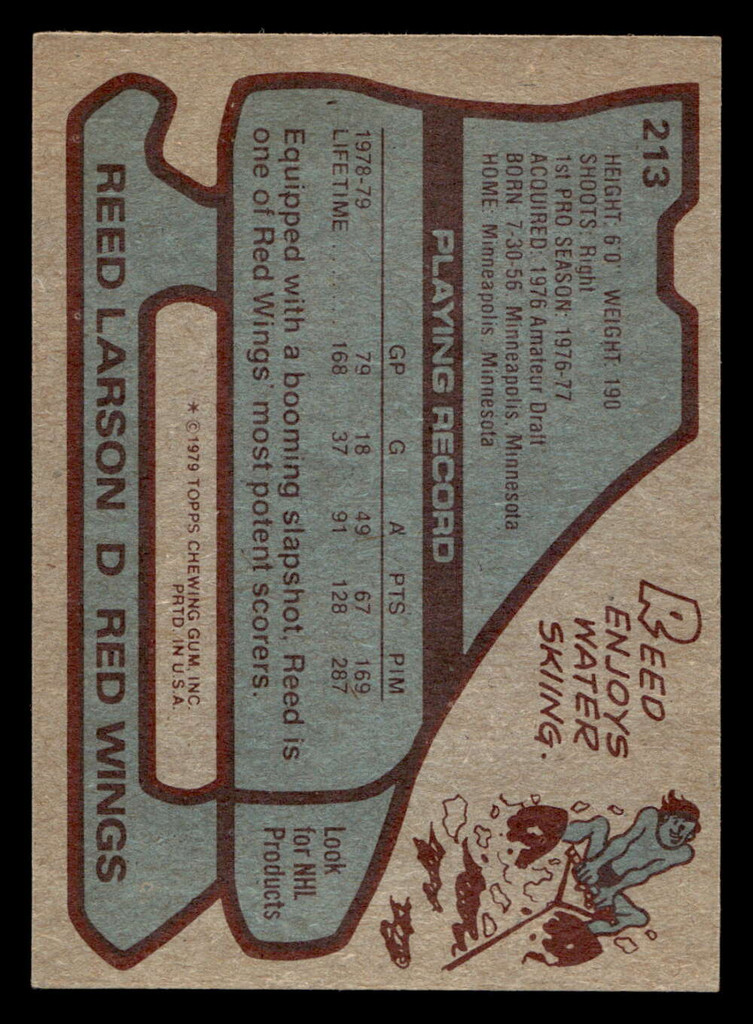 213
HEIGHT: 6'0" WEIGHT: 190
SHOOTS: Right
1st PRO SEASON: 1976-77
ACQUIRED: 1976 Amateur Draft
BORN: 7-30-56 Minneapolis, Minnesota
HOME: Minneapolis, Minnesota
REED
ENJOYS
WATER
SKIING.
PLAYING RECORD
GP G A PTS PIM
1978-79 79 18 49 67 169
LIFETIME . . . . . . 168 37 91 128 287
Equipped with a booming slapshot, Reed is
one of Red Wings' most potent scorers.
Look
for NHL
Products
* © 1979 TOPPS CHEWING GUM, INC.
PRTD. IN U.S.A.
REED LARSON D RED WINGS